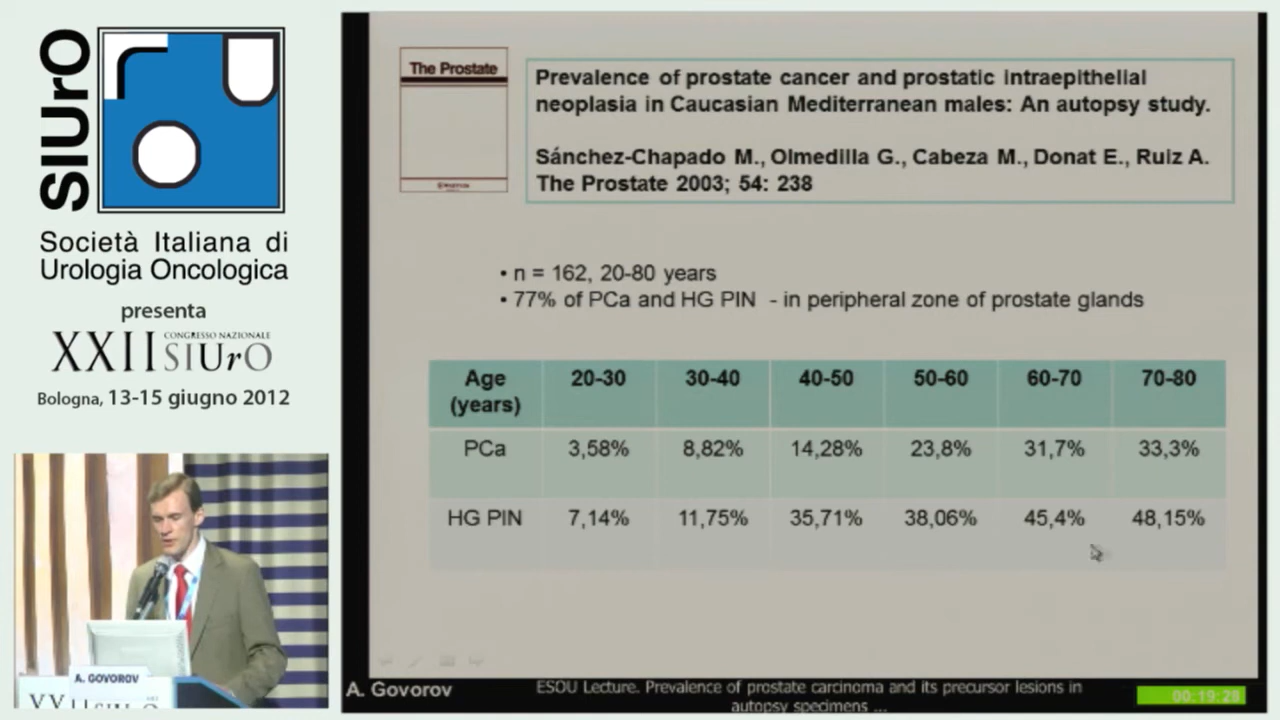 SIUrO
Società Italiana di
Urologia Oncologica
presenta
XXII CONGRESSO NAZIONALE
SIUrO
Bologna, 13-15 giugno 2012
The Prostate
Prevalence of prostate cancer and prostatic intraepithelial
neoplasia in Caucasian Mediterranean males: An autopsy study.
Sánchez-Chapado M., Olmedilla G., Cabeza M., Donat E., Ruiz A.
The Prostate 2003; 54: 238
• n = 162, 20-80 years
• 77% of PCa and HG PIN - in peripheral zone of prostate glands
Age (years) 20-30 30-40 40-50 50-60 60-70 70-80
PCa 3,58% 8,82% 14,28% 23,8% 31,7% 33,3%
HG PIN 7,14% 11,75% 35,71% 38,06% 45,4% 48,15%
A. GOVOROV
A. Govorov
ESOU Lecture. Prevalence of prostate carcinoma and its precursor lesions in
autopsy specimens ...
00:19:28